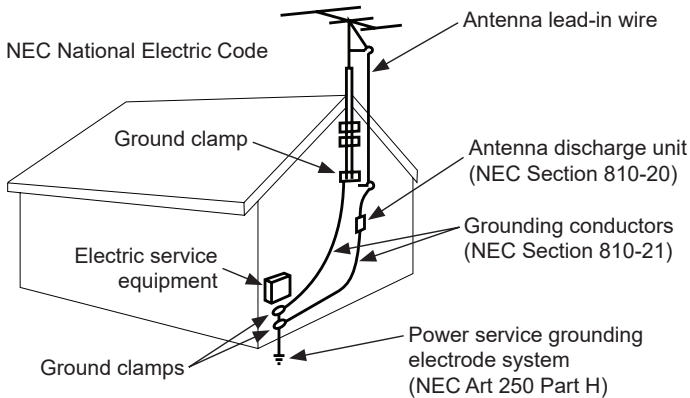 Antenna lead-in wire
NEC National Electric Code
Ground clamp
Antenna discharge unit
(NEC Section 810-20)
Grounding conductors
(NEC Section 810-21)
Electric service
equipment
Ground clamps
Power service grounding
electrode system
(NEC Art 250 Part H)